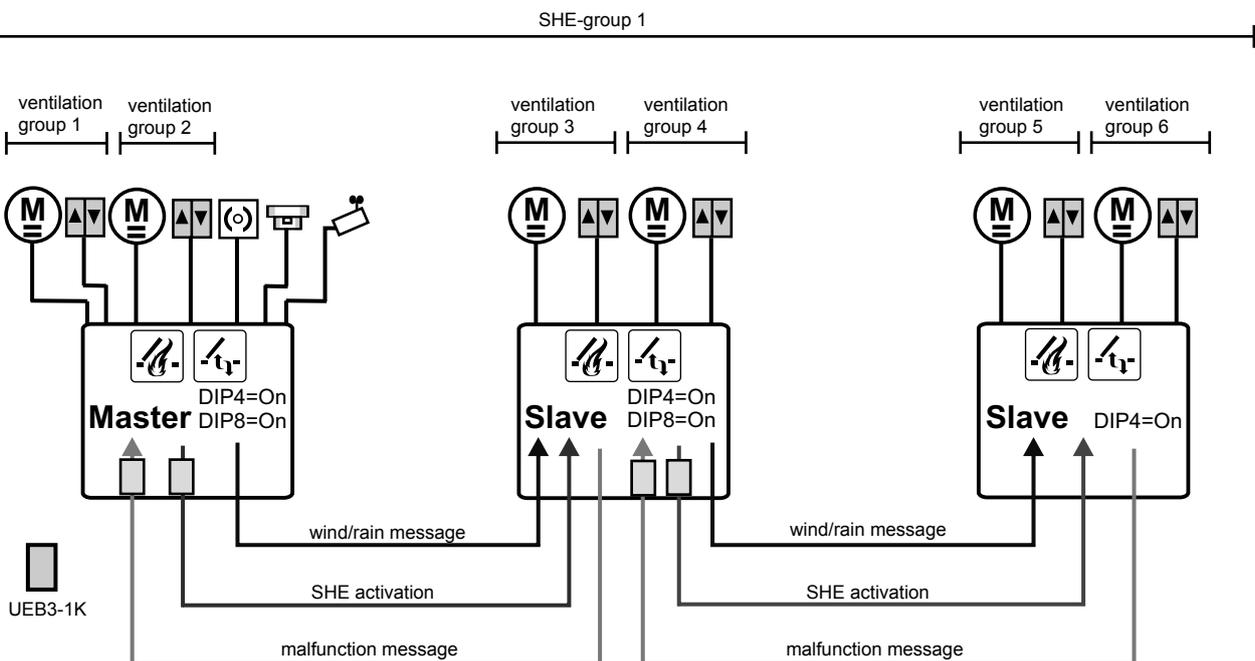 SHE-group 1
ventilation
group 1
ventilation
group 2
ventilation
group 3
ventilation
group 4
ventilation
group 5
ventilation
group 6
M
M
M
M
M
M
Master
DIP4=On
DIP8=On
Slave
DIP4=On
DIP8=On
Slave
DIP4=On
wind/rain message
wind/rain message
SHE activation
SHE activation
UEB3-1K
malfunction message
malfunction message